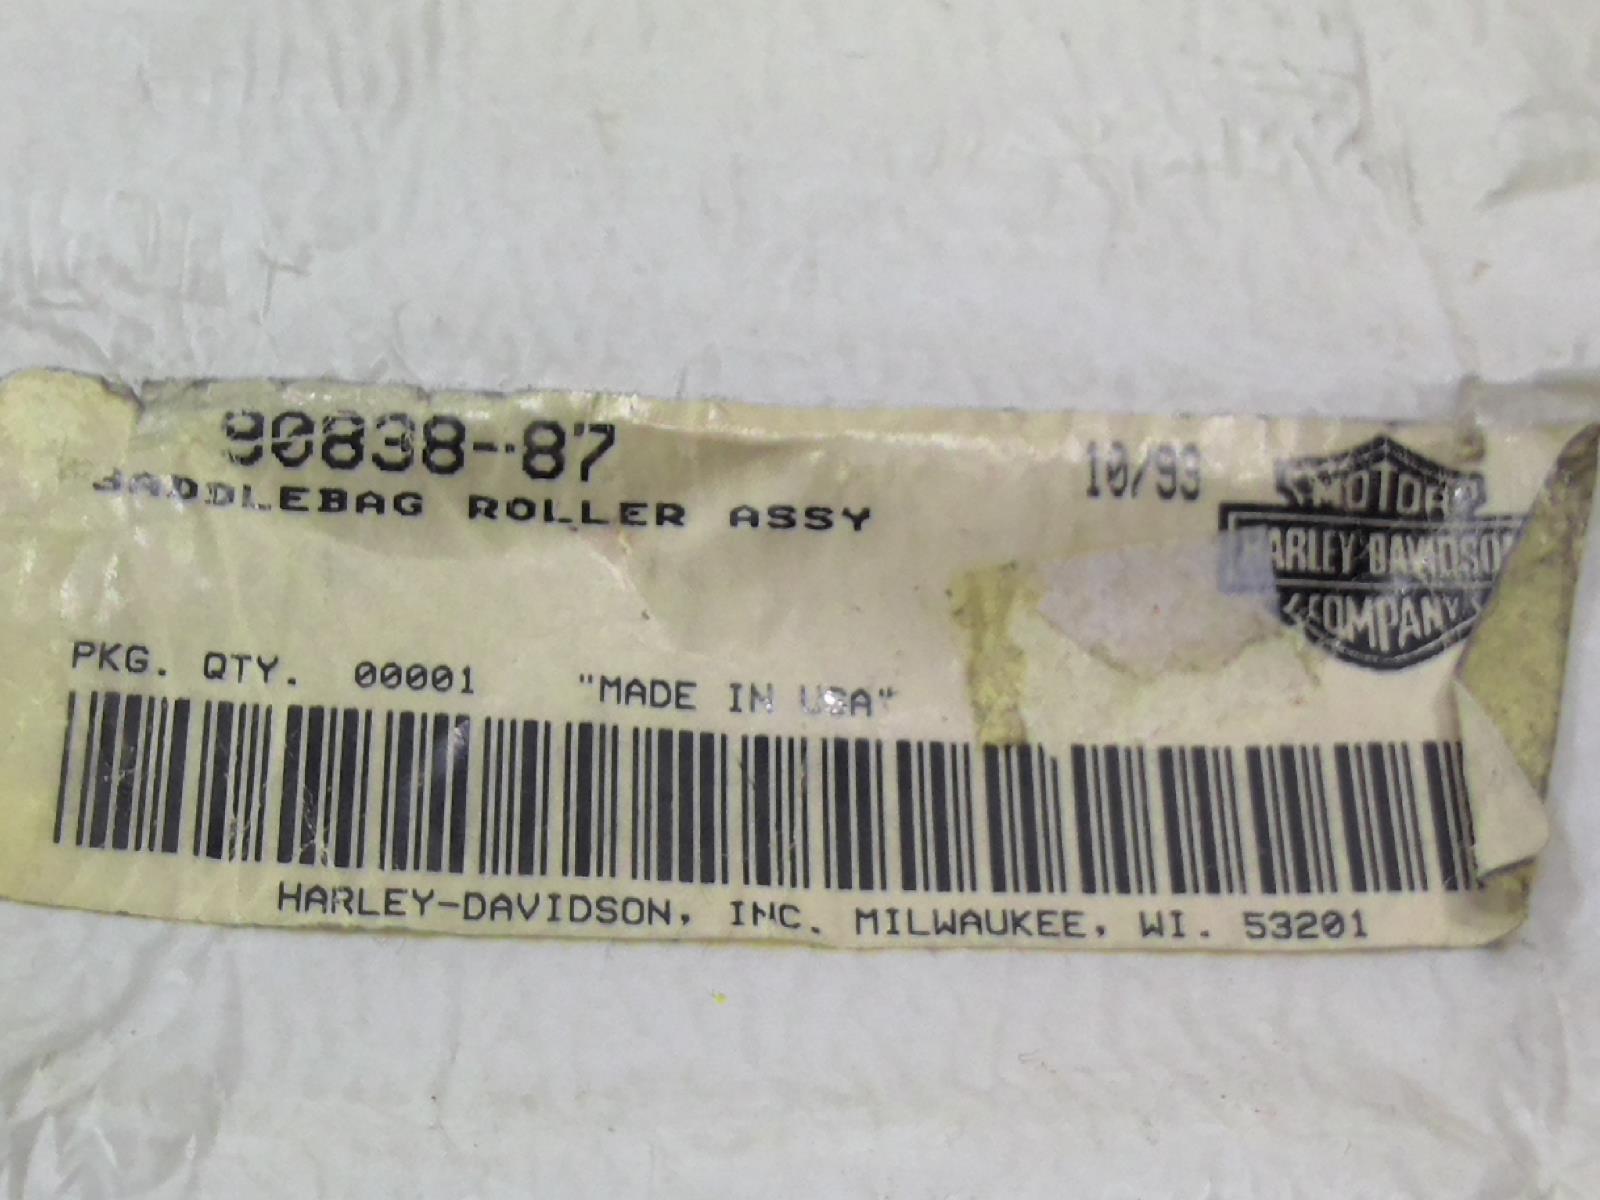 90838-87
SADDLEBAG ROLLER ASSY
10/93
MOTOR
HARLEY-DAVIDSON
COMPANY
PKG. QTY. 00001 "MADE IN USA"
HARLEY-DAVIDSON, INC. MILWAUKEE, WI. 53201